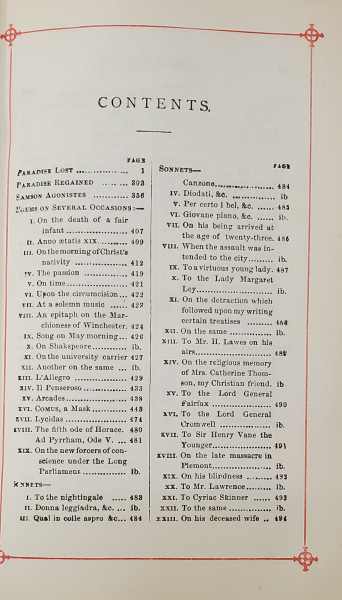 CONTENTS.
PAGE
PARADISE LOST ................ 1
PARADISE REGAINED ........ 303
SAMSON AGONISTES ............ 356
POEMS ON SEVERAL OCCASIONS:—
I. On the death of a fair
infant .................. 407
II. Anno ætatis XIX. ........ 409
III. On the morning of Christ's
nativity ................ 412
IV. The passion ............ 419
V. On time .................. 421
VI. Upon the circumcision... 422
VII. At a solemn music ...... 423
VIII. An epitaph on the Mar-
chioness of Winchester. 424
IX. Song on May morning... 426
X. On Shakespere ............ ib.
XI. On the university carrier 427
XII. Another on the same ... ib.
XIII. L'Allegro ............ 429
XIV. Il Penseroso ............ 433
XV. Arcades .................. 438
XVI. Comus, a Mask ............ 443
XVII. Lycidas ............ 474
XVIII. The fifth ode of Horace. 480
Ad Pyrrham, Ode V. ... 481
XIX. On the new forcers of con-
science under the Long
Parliament ............ ib.
SONNETS—
I. To the nightingale ...... 483
II. Donna leggiadra, &c. ... ib.
III. Qual in colle aspro &c... 484
PAGE
SONNETS—
Canzone .................. 484
IV. Diodati, &c. ............ ib
V. Per certo i bel, &c. ...... 485
VI. Giovane piano, &c. ...... ib.
VII. On his being arrived at
the age of twenty-three. 486
VIII. When the assault was in-
tended to the city ........ ib.
IX. To a virtuous young lady. 487
X. To the Lady Margaret
Ley ........................ ib.
XI. On the detraction which
followed upon my writing
certain treatises ........ 488
XII. On the same ............ ib.
XIII. To Mr. H. Lawes on his
airs ........................ 489
XIV. On the religious memory
of Mrs. Catherine Thom-
son, my Christian friend. ib
XV. To the Lord General
Fairfax .................. 490
XVI. To the Lord General
Cromwell .................. ib.
XVII. To Sir Henry Vane the
Younger .................. 491
XVIII. On the late massacre in
Piemont .................. ib.
XIX. On his blindness ........ 492
XX. To Mr. Lawrence ........ ib.
XXI. To Cyriac Skinner ...... 493
XXII. To the same ............ ib.
XXIII. On his deceased wife .. 494